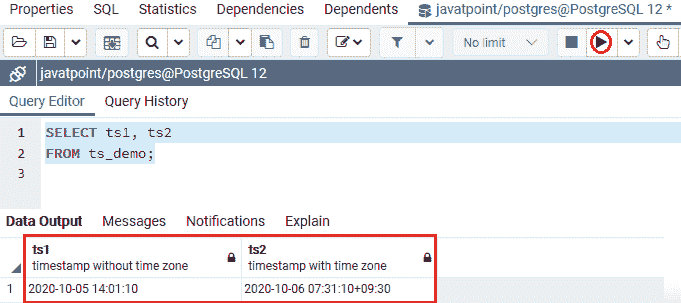 Properties SQL Statistics Dependencies Dependents javatpoint/postgres@PostgreSQL 12 *
No limit
javatpoint/postgres@PostgreSQL 12
Query Editor Query History
1 SELECT ts1, ts2
2 FROM ts_demo;
3
Data Output Messages Notifications Explain
ts1 ts2
timestamp without time zone timestamp with time zone
1 2020-10-05 14:01:10 2020-10-06 07:31:10+09:30